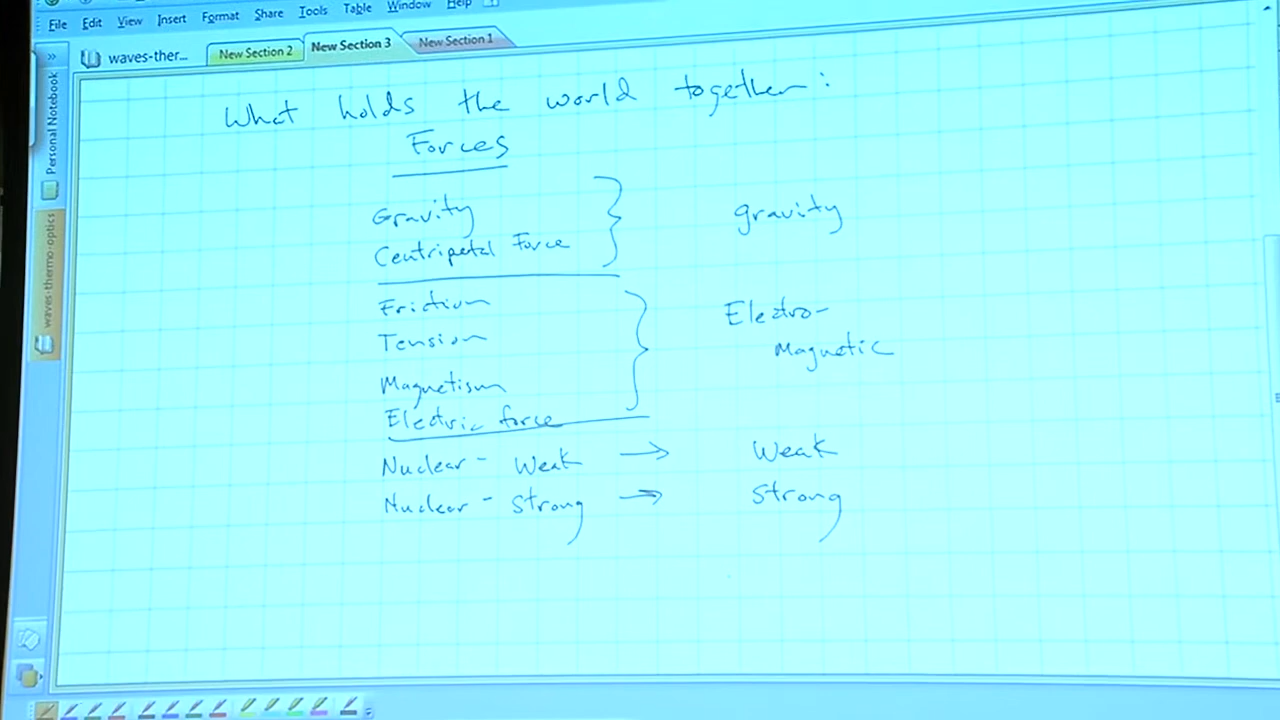 File Edit View Insert Format Share Tools Table Window Help
waves-ther... New Section 2 New Section 3 New Section 1
Personal Notebook
waves-thermo-optics
What holds the world together:
Forces
Gravity
Centripetal Force
gravity
Friction
Tension
Magnetism
Electric force
Electro-
Magnetic
Nuclear - Weak → Weak
Nuclear - Strong → Strong